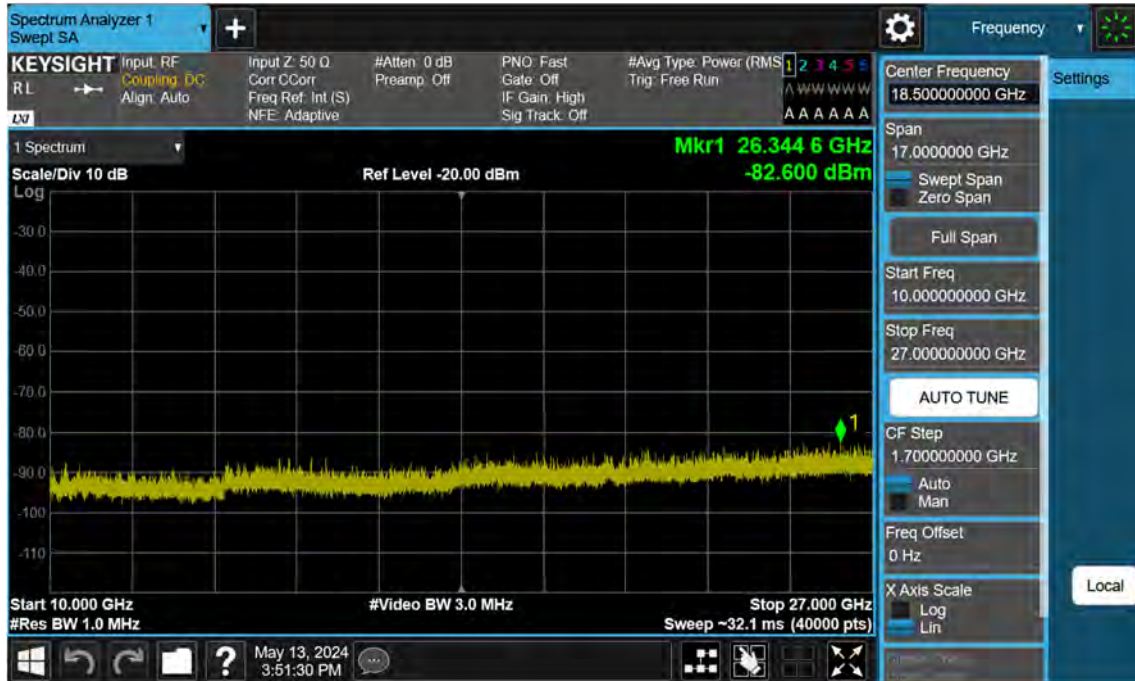 Spectrum Analyzer 1
Swept SA
Frequency
KEYSIGHT
RL
LXI
Input: RF
Coupling: DC
Align: Auto
Input Z: 50 Ω
Corr CCorr
Freq Ref: Int (S)
NFE: Adaptive
#Atten: 0 dB
Preamp: Off
PNO: Fast
Gate: Off
IF Gain: High
Sig Track: Off
#Avg Type: Power (RMS
Trig: Free Run
1 2 3 4 5 6
A W W W W W
A A A A A A
1 Spectrum
Scale/Div 10 dB
Log
Ref Level -20.00 dBm
Mkr1 26.344 6 GHz
-82.600 dBm
-30.0
-40.0
-50.0
-60.0
-70.0
-80.0
-90.0
-100
-110
1
Start 10.000 GHz
#Res BW 1.0 MHz
#Video BW 3.0 MHz
Stop 27.000 GHz
Sweep ~32.1 ms (40000 pts)
Center Frequency
18.500000000 GHz
Span
17.0000000 GHz
Swept Span
Zero Span
Full Span
Start Freq
10.000000000 GHz
Stop Freq
27.000000000 GHz
AUTO TUNE
CF Step
1.700000000 GHz
Auto
Man
Freq Offset
0 Hz
X Axis Scale
Log
Lin
Settings
Local
?
May 13, 2024
3:51:30 PM